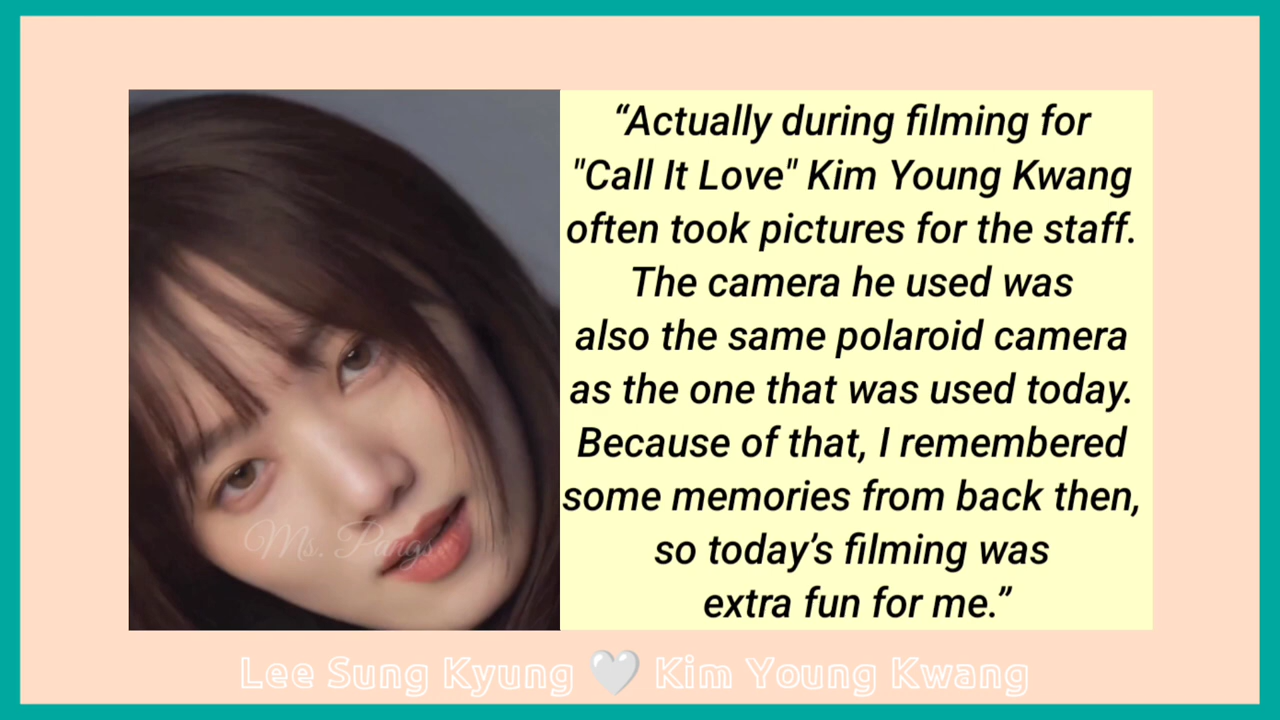 “Actually during filming for
"Call It Love" Kim Young Kwang
often took pictures for the staff.
The camera he used was
also the same polaroid camera
as the one that was used today.
Because of that, I remembered
some memories from back then,
so today’s filming was
extra fun for me.”
Ms. Pangs
Lee Sung Kyung 🤍 Kim Young Kwang